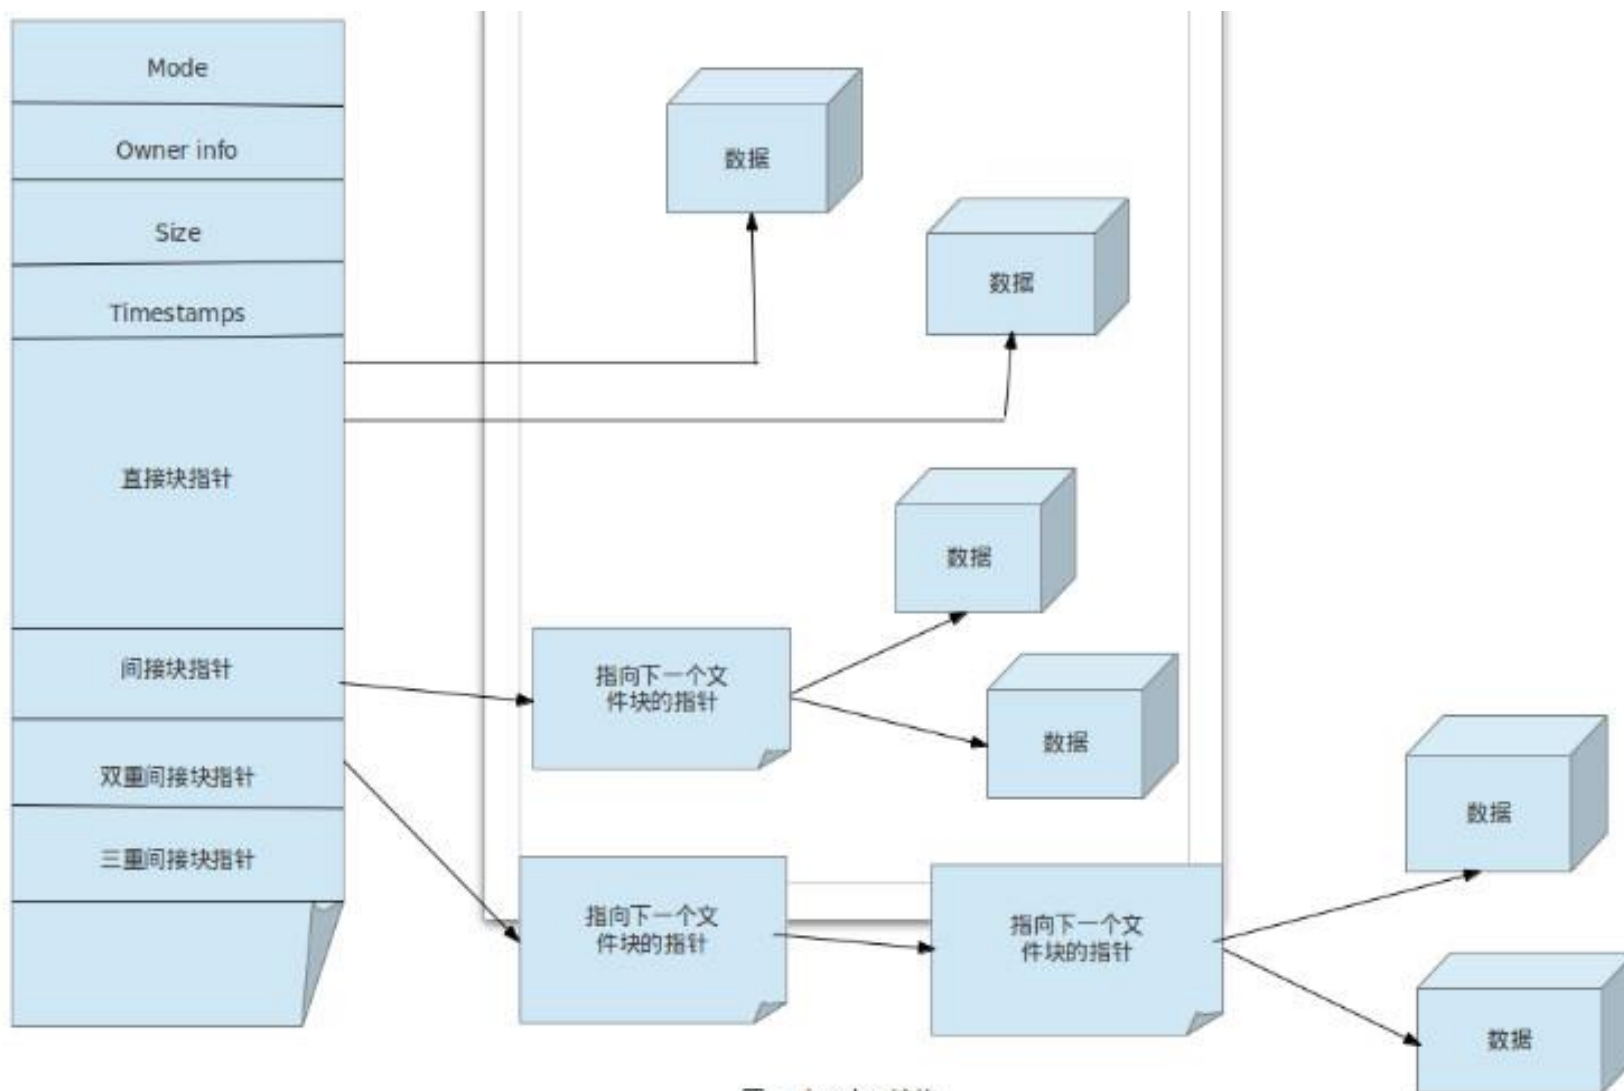 Mode
Owner info
Size
Timestamps
直接块指针
间接块指针
双重间接块指针
三重间接块指针
数据
数据
数据
指向下一个文
件块的指针
数据
指向下一个文
件块的指针
指向下一个文
件块的指针
数据
数据